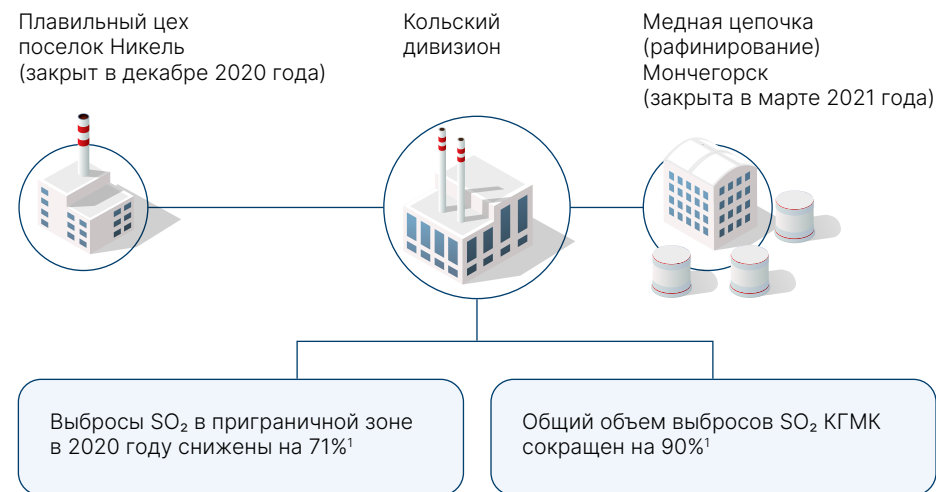 Плавильный цех
поселок Никель
(закрыт в декабре 2020 года)
Кольский
дивизион
Медная цепочка
(рафинирование)
Мончегорск
(закрыта в марте 2021 года)
Выбросы SO₂ в приграничной зоне
в 2020 году снижены на 71%¹
Общий объем выбросов SO₂ КГМК
сокращен на 90%¹